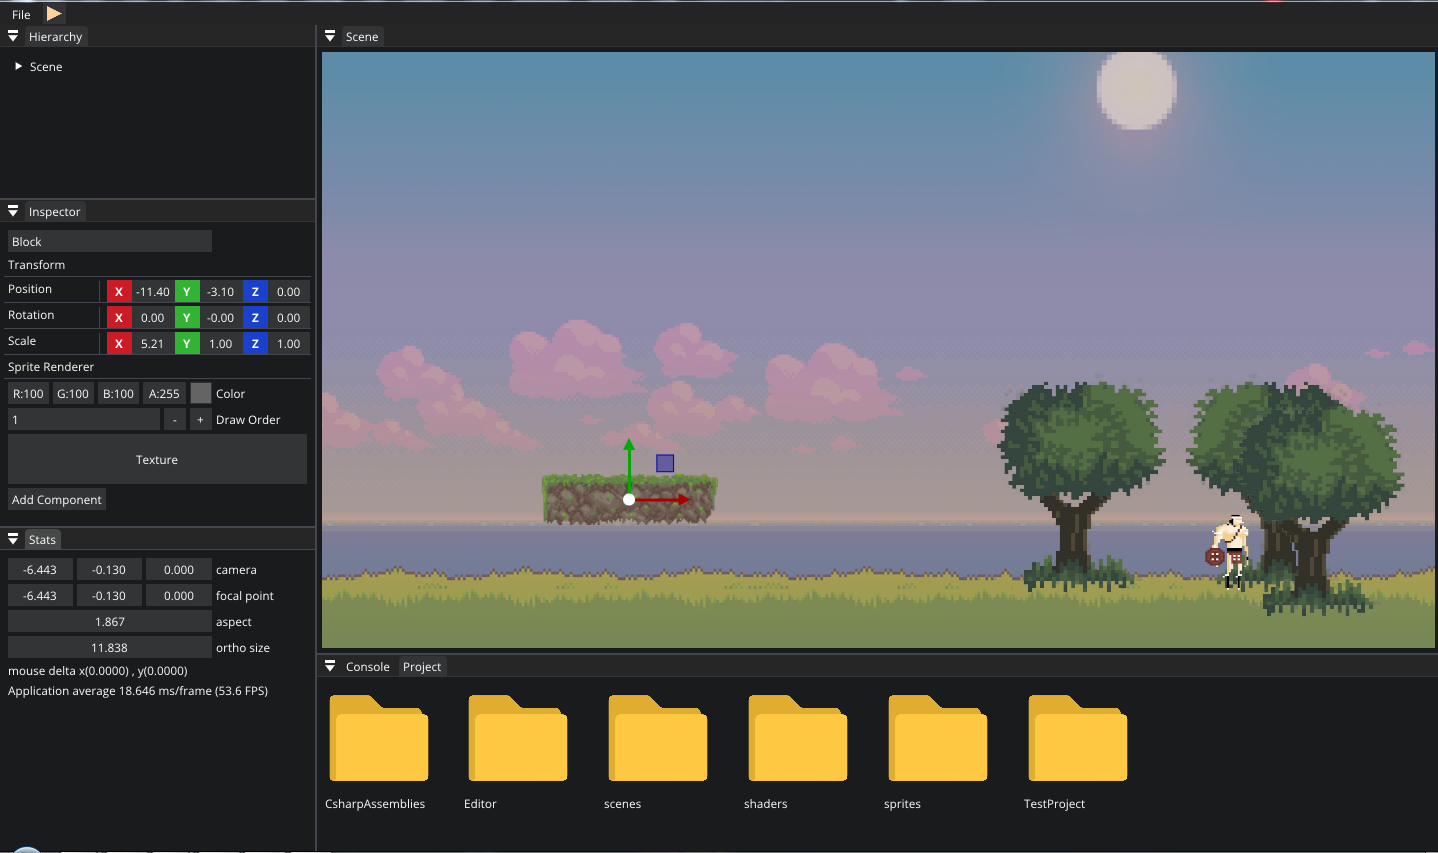 File
Hierarchy
Scene
Inspector
Block
Transform
Position X -11.40 Y -3.10 Z 0.00
Rotation X 0.00 Y -0.00 Z 0.00
Scale X 5.21 Y 1.00 Z 1.00
Sprite Renderer
R:100 G:100 B:100 A:255 Color
1 - + Draw Order
Texture
Add Component
Stats
-6.443 -0.130 0.000 camera
-6.443 -0.130 0.000 focal point
1.867 aspect
11.838 ortho size
mouse delta x(0.0000) , y(0.0000)
Application average 18.646 ms/frame (53.6 FPS)
Scene
Console Project
CsharpAssemblies Editor scenes shaders sprites TestProject